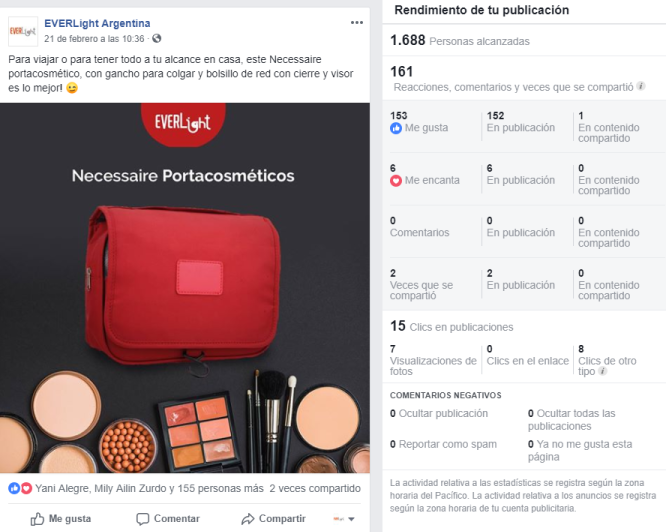 EVERLight Argentina
21 de febrero a las 10:36 ·
Para viajar o para tener todo a tu alcance en casa, este Necessaire
portacosmético, con gancho para colgar y bolsillo de red con cierre y visor
es lo mejor! 😉
EVERLight
Necessaire Portacosméticos
Yani Alegre, Mily Ailin Zurdo y 155 personas más 2 veces compartido
Me gusta Comentar Compartir
Rendimiento de tu publicación
1.688 Personas alcanzadas
161
Reacciones, comentarios y veces que se compartió
153 152 1
Me gusta En publicación En contenido
compartido
6 6 0
Me encanta En publicación En contenido
compartido
0 0 0
Comentarios En publicación En contenido
compartido
2 2 0
Veces que se En publicación En contenido
compartió compartido
15 Clics en publicaciones
7 0 8
Visualizaciones de Clics en el enlace Clics de otro
fotos tipo
COMENTARIOS NEGATIVOS
0 Ocultar publicación 0 Ocultar todas las
publicaciones
0 Reportar como spam 0 Ya no me gusta esta
página
La actividad relativa a las estadísticas se registra según la zona
horaria del Pacífico. La actividad relativa a los anuncios se registra
según la zona horaria de tu cuenta publicitaria.